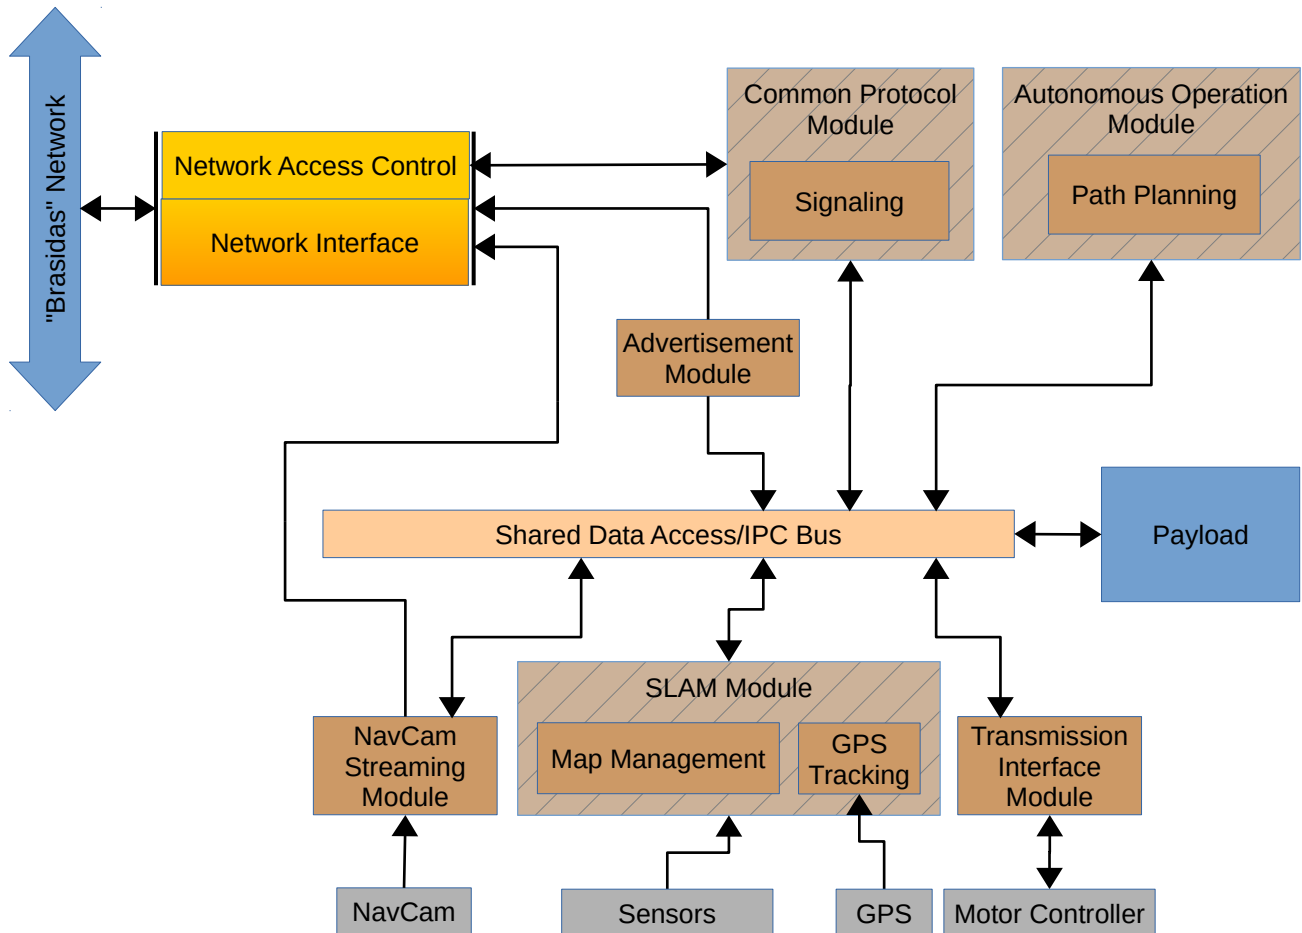 "Brasidas" Network
Network Access Control
Network Interface
Common Protocol
Module
Signaling
Autonomous Operation
Module
Path Planning
Advertisement
Module
Shared Data Access/IPC Bus
Payload
NavCam
Streaming
Module
SLAM Module
Map Management
GPS
Tracking
Transmission
Interface
Module
NavCam
Sensors
GPS
Motor Controller